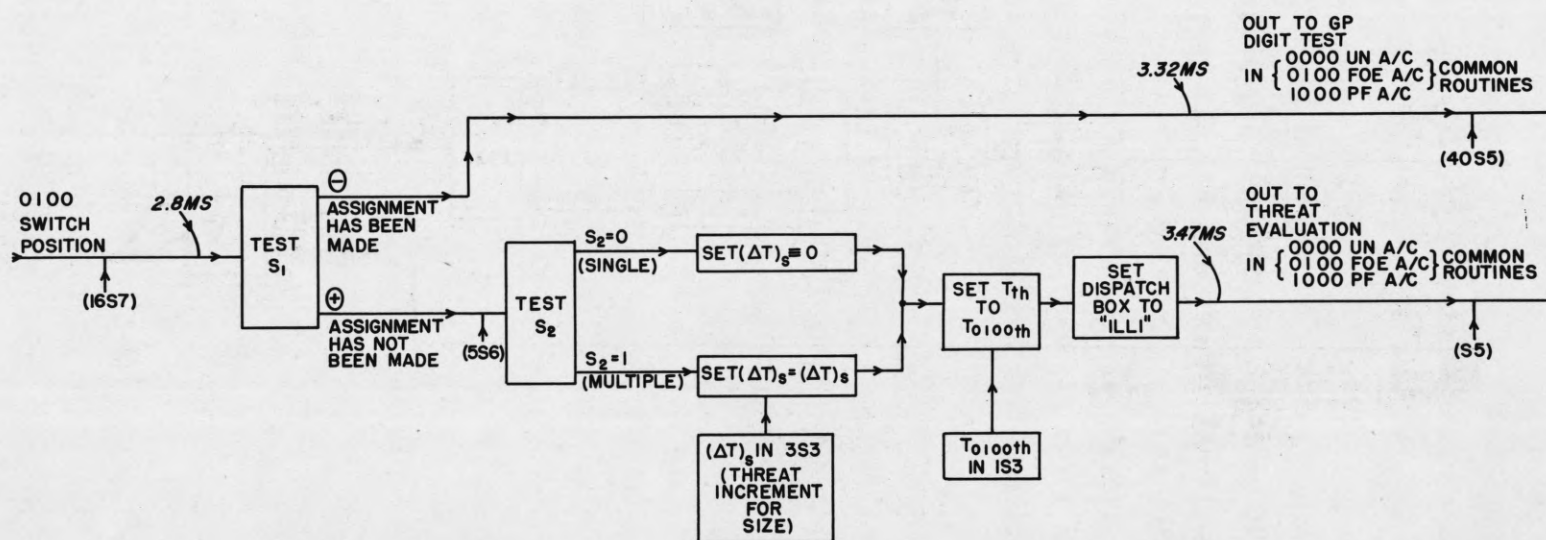 OUT TO GP
DIGIT TEST
IN { 0000 UN A/C
0100 FOE A/C
1000 PF A/C } COMMON
ROUTINES
3.32MS
(40S5)
0100
SWITCH
POSITION
2.8MS
(16S7)
TEST
S₁
⊖
ASSIGNMENT
HAS BEEN
MADE
⊕
ASSIGNMENT
HAS NOT
BEEN MADE
(5S6)
TEST
S₂
S₂=0
(SINGLE)
SET(ΔT)ₛ≡0
S₂=1
(MULTIPLE)
SET(ΔT)ₛ=(ΔT)ₛ
(ΔT)ₛ IN 3S3
(THREAT
INCREMENT
FOR
SIZE)
SET Tth
TO
T0100th
T0100th
IN 1S3
SET
DISPATCH
BOX TO
"ILLI"
3.47MS
OUT TO
THREAT
EVALUATION
IN { 0000 UN A/C
0100 FOE A/C
1000 PF A/C } COMMON
ROUTINES
(S5)